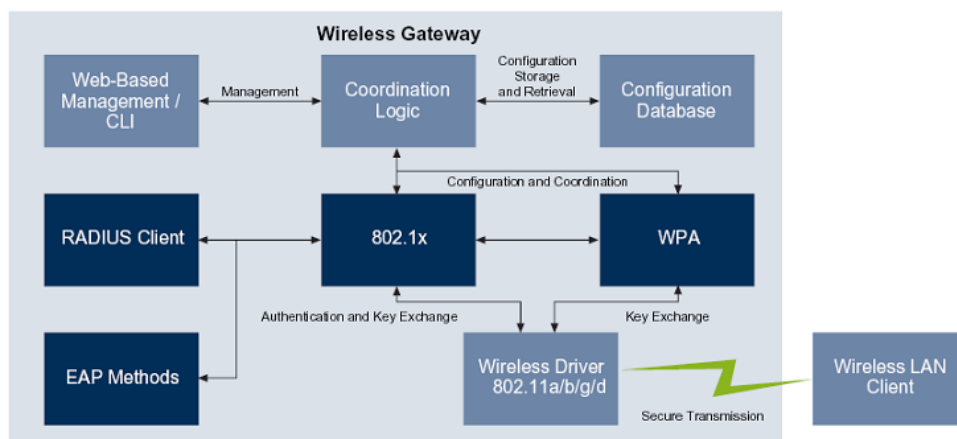 Wireless Gateway
Web-Based
Management /
CLI
Management
Coordination
Logic
Configuration
Storage
and Retrieval
Configuration
Database
Configuration and Coordination
RADIUS Client
802.1x
WPA
Authentication and Key Exchange
Key Exchange
EAP Methods
Wireless Driver
802.11a/b/g/d
Secure Transmission
Wireless LAN
Client